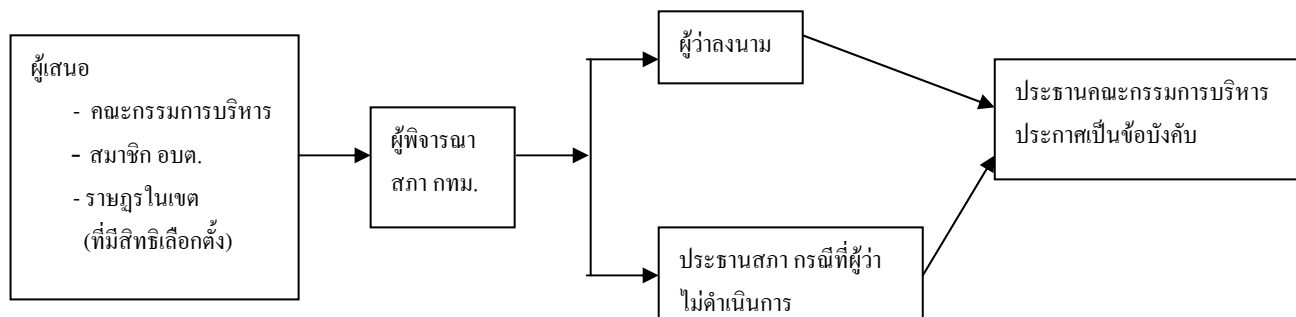 ผู้เสนอ
- คณะกรรมการบริหาร
- สมาชิก อบต.
- ราษฎรในเขต
(ที่มีสิทธิเลือกตั้ง)
ผู้พิจารณา
สภา กทม.
ผู้ว่าลงนาม
ประธานสภา กรณีที่ผู้ว่า
ไม่ดำเนินการ
ประธานคณะกรรมการบริหาร
ประกาศเป็นข้อบังคับ